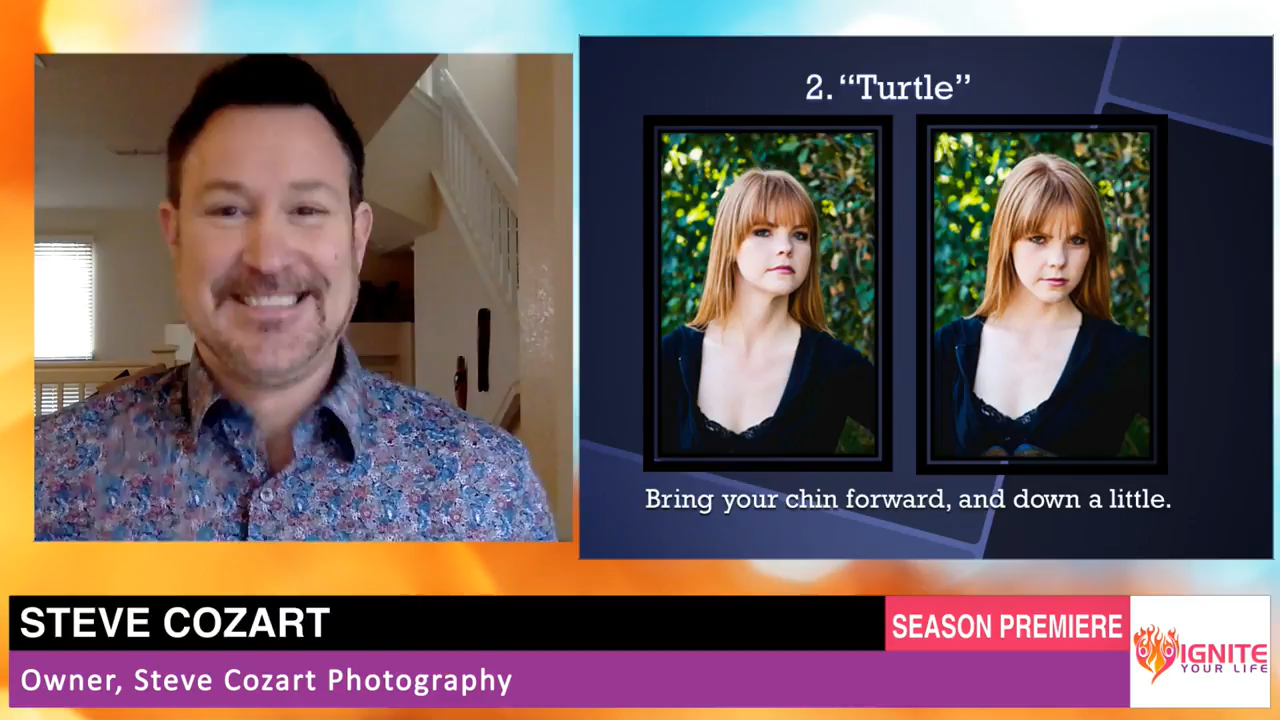 2. “Turtle”
Bring your chin forward, and down a little.
STEVE COZART
SEASON PREMIERE
Owner, Steve Cozart Photography
IGNITE
YOUR LIFE